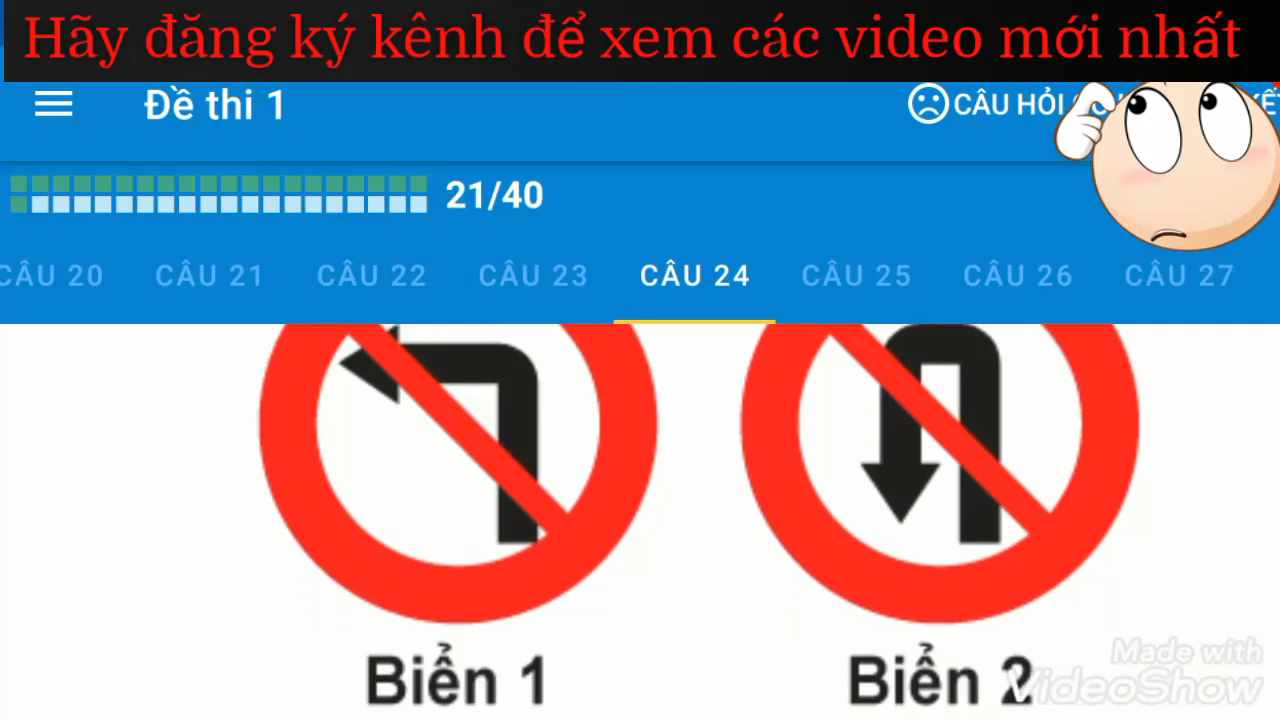 Hãy đăng ký kênh để xem các video mới nhất
Đề thi 1
CÂU HỎI
21/40
CÂU 20 CÂU 21 CÂU 22 CÂU 23 CÂU 24 CÂU 25 CÂU 26 CÂU 27
Biển 1 Biển 2
Made with
VideoShow